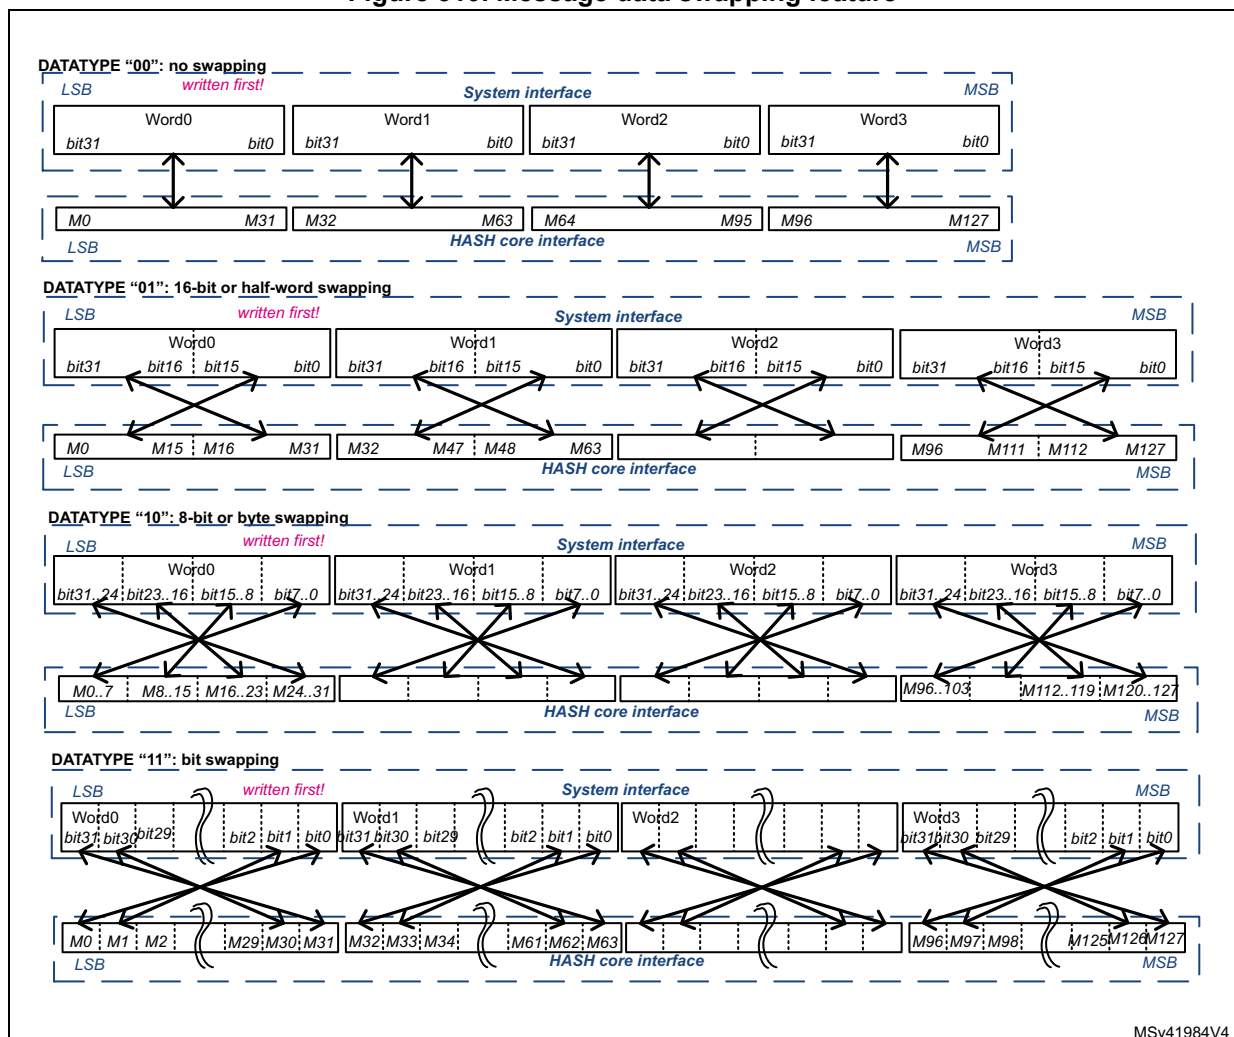 DATATYPE “00”: no swapping
LSB written first! System interface MSB
Word0 Word1 Word2 Word3
bit31 bit0 bit31 bit0 bit31 bit0 bit31 bit0
M0 M31 M32 M63 M64 M95 M96 M127
LSB HASH core interface MSB
DATATYPE “01”: 16-bit or half-word swapping
LSB written first! System interface MSB
Word0 Word1 Word2 Word3
bit31 bit16 bit15 bit0 bit31 bit16 bit15 bit0 bit31 bit16 bit15 bit0 bit31 bit16 bit15 bit0
M0 M15 M16 M31 M32 M47 M48 M63 M96 M111 M112 M127
LSB HASH core interface MSB
DATATYPE “10”: 8-bit or byte swapping
LSB written first! System interface MSB
Word0 Word1 Word2 Word3
bit31..24 bit23..16 bit15..8 bit7..0 bit31..24 bit23..16 bit15..8 bit7..0 bit31..24 bit23..16 bit15..8 bit7..0 bit31..24 bit23..16 bit15..8 bit7..0
M0..7 M8..15 M16..23 M24..31 M96..103 M112..119 M120..127
LSB HASH core interface MSB
DATATYPE “11”: bit swapping
LSB written first! System interface MSB
Word0 Word1 Word2 Word3
bit31 bit30 bit29 bit2 bit1 bit0 bit31 bit30 bit29 bit2 bit1 bit0 bit31 bit30 bit29 bit2 bit1 bit0
M0 M1 M2 M29 M30 M31 M32 M33 M34 M61 M62 M63 M96 M97 M98 M125 M126 M127
LSB HASH core interface MSB
MSv41984V4